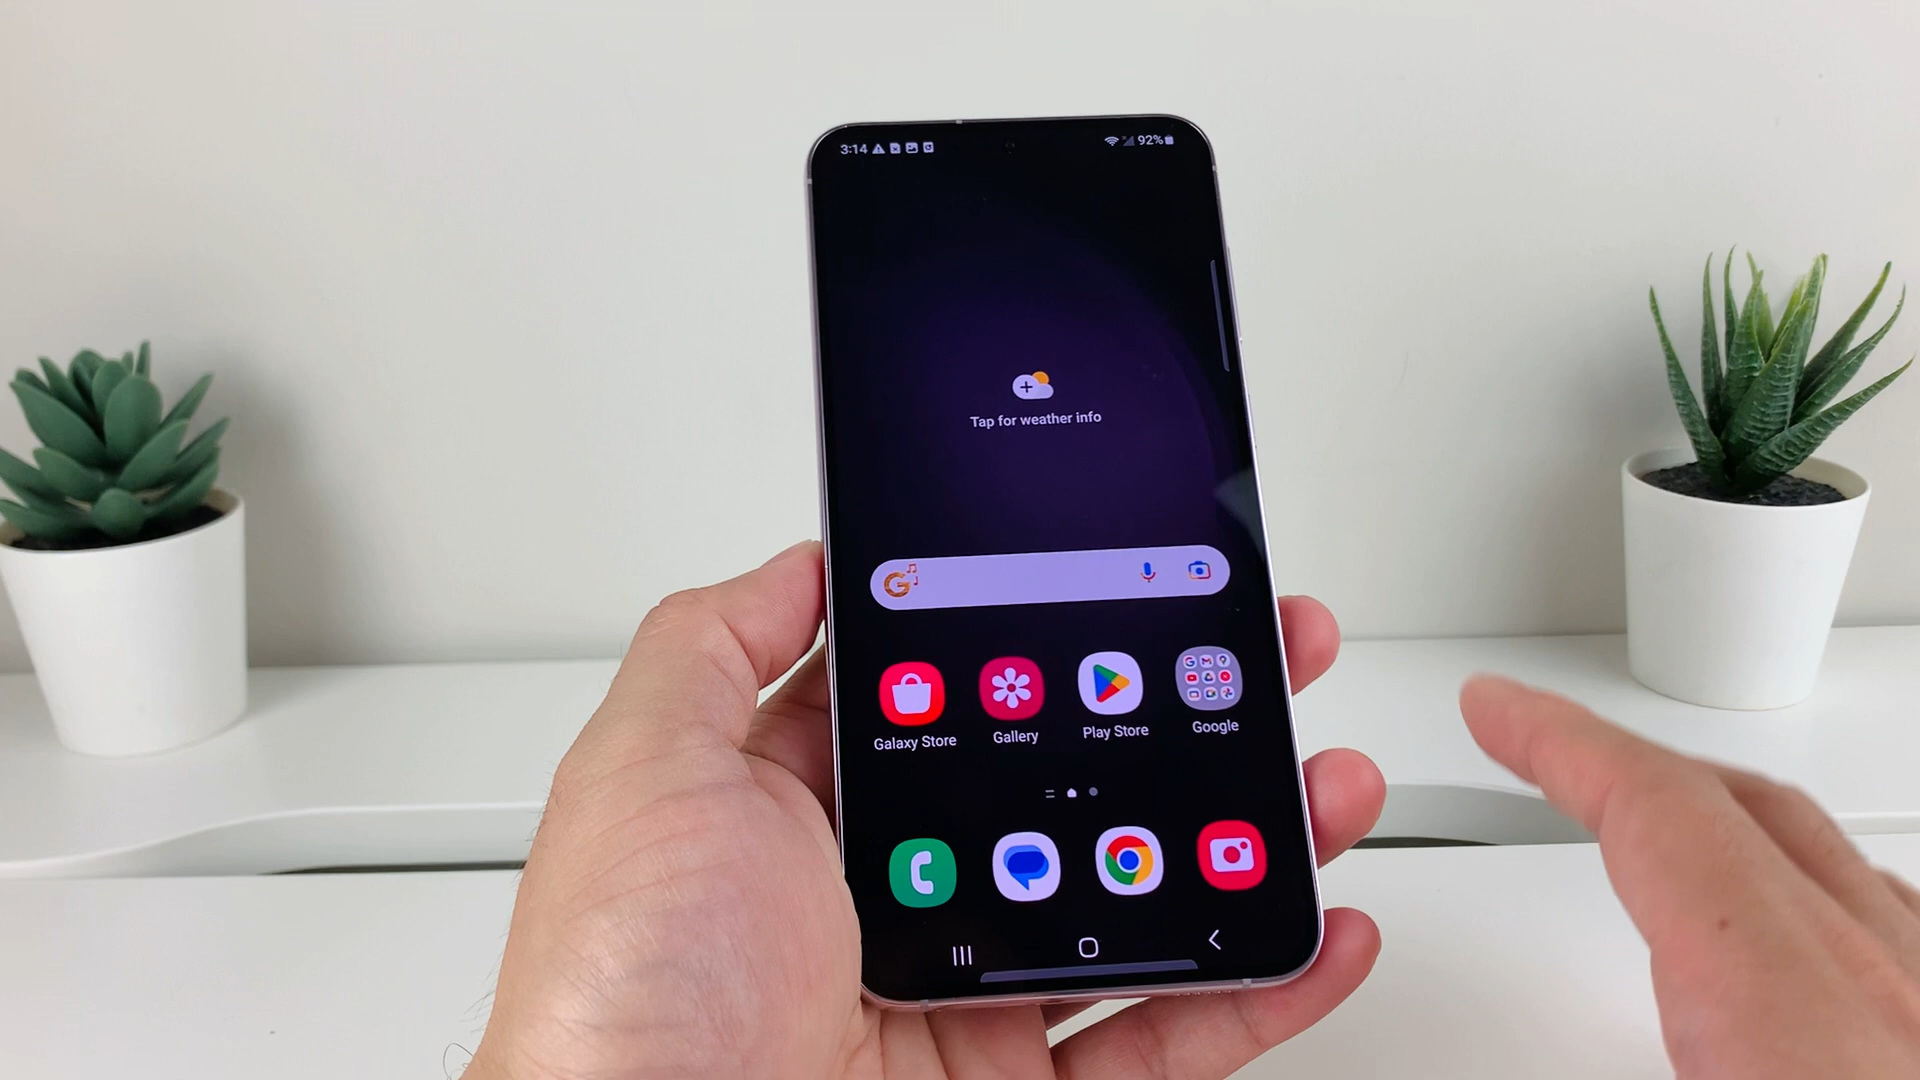 3:14
92%
Tap for weather info
Galaxy Store
Gallery
Play Store
Google